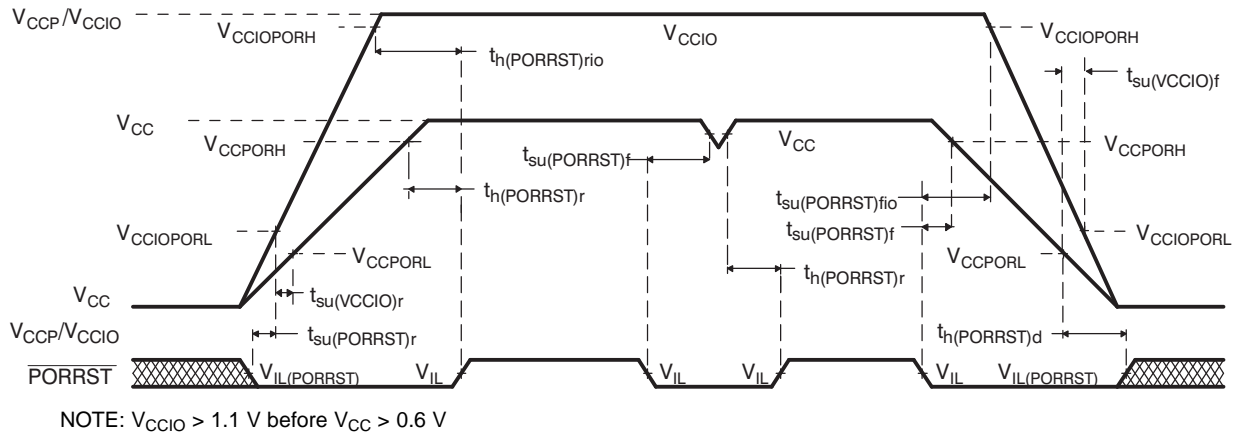 VCCP/VCCIO
VCCIOPORH
VCCIO
VCCIOPORH
th(PORRST)rio
tsu(VCCIO)f
VCC
VCCPORH
tsu(PORRST)f
VCC
VCCPORH
th(PORRST)r
tsu(PORRST)fio
VCCIOPORL
tsu(PORRST)f
VCCIOPORL
VCCPORL
VCCPORL
th(PORRST)r
VCC
tsu(VCCIO)r
VCCP/VCCIO
tsu(PORRST)r
th(PORRST)d
PORRST
VIL(PORRST)
VIL
VIL
VIL
VIL
VIL(PORRST)
NOTE: VCCIO > 1.1 V before VCC > 0.6 V